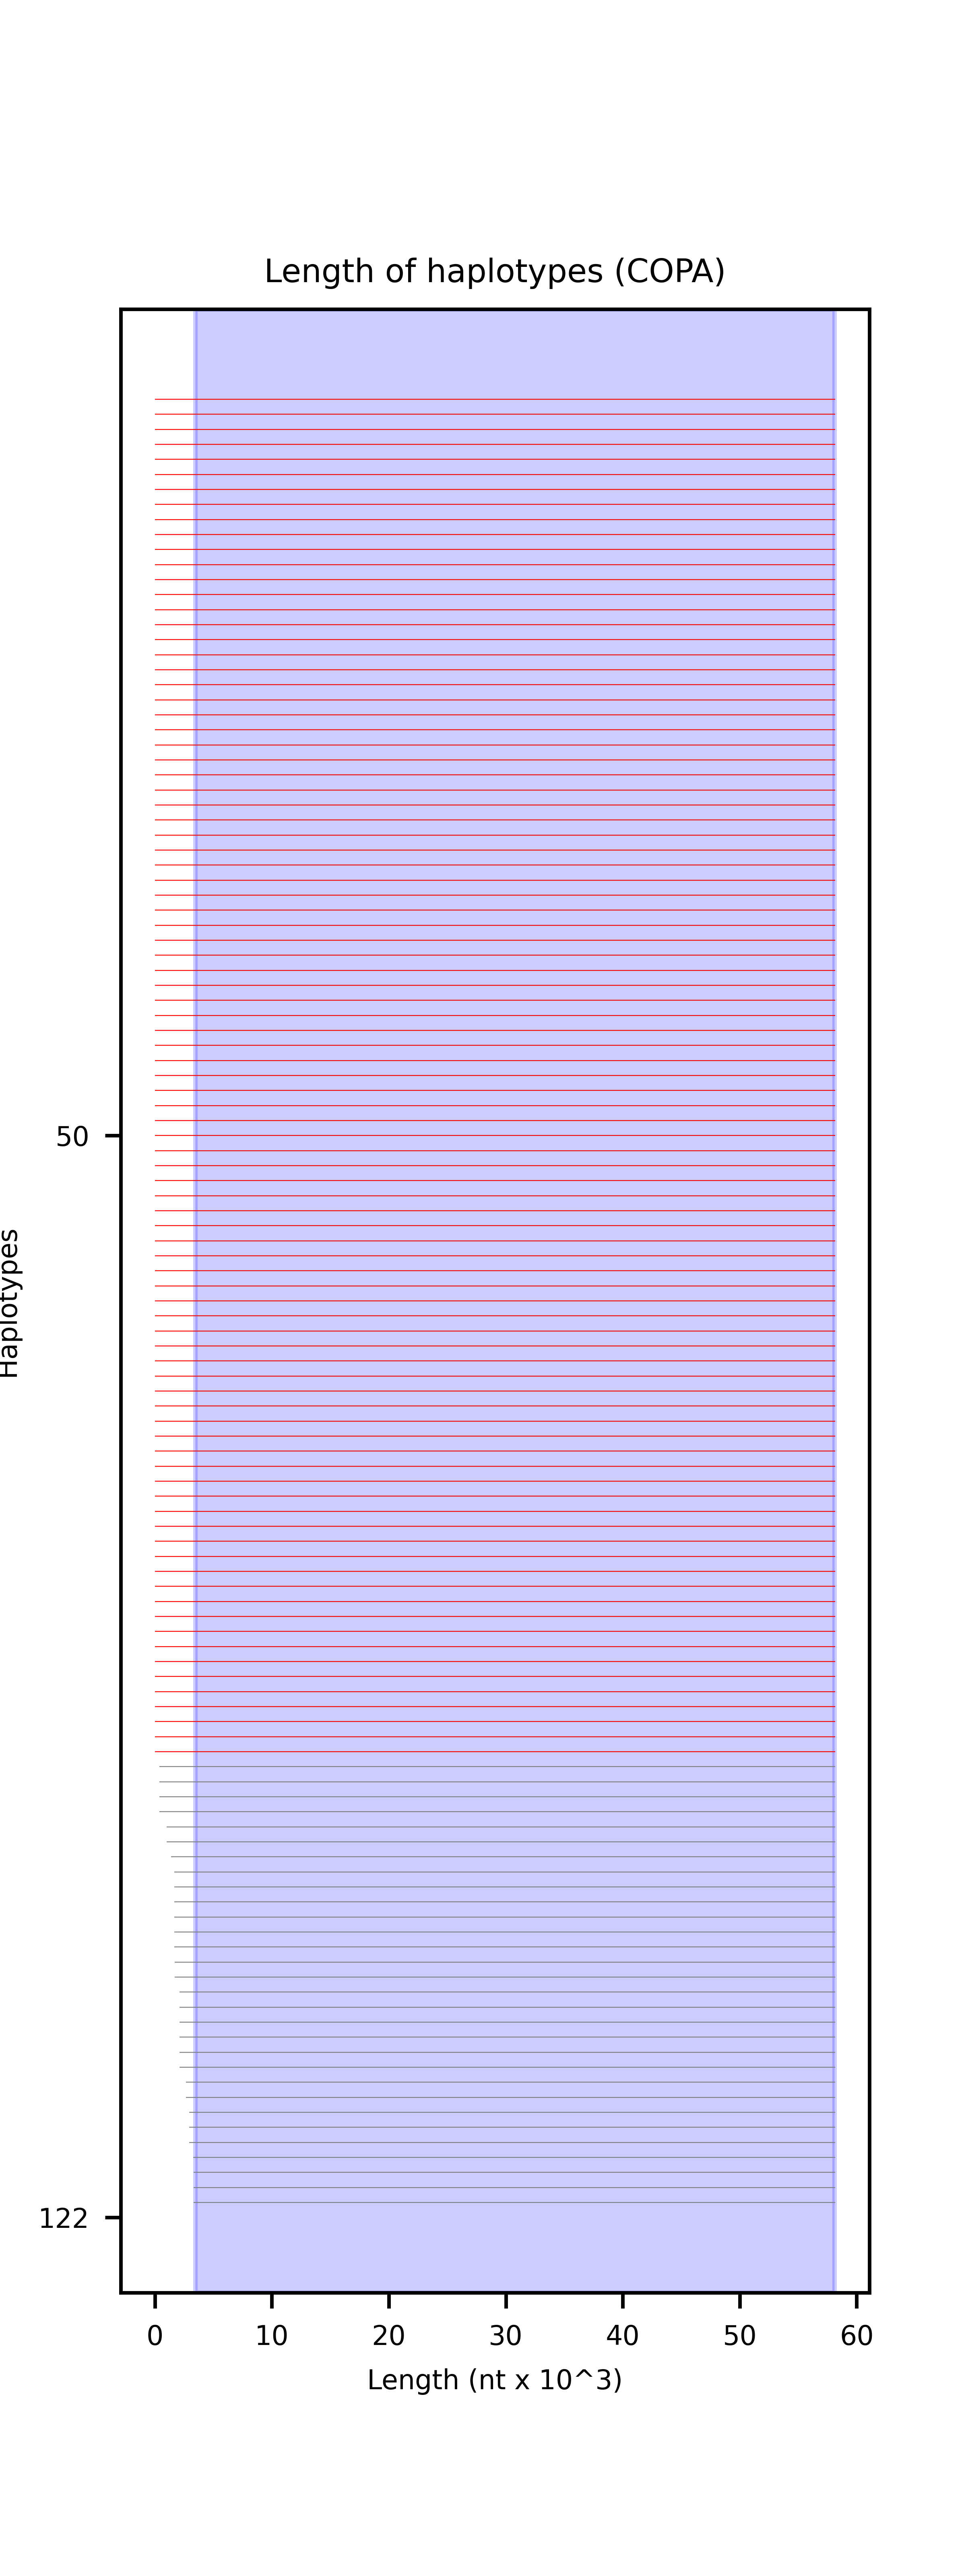 Length of haplotypes (COPA)
50
Haplotypes
122
0 10 20 30 40 50 60
Length (nt x 10^3)